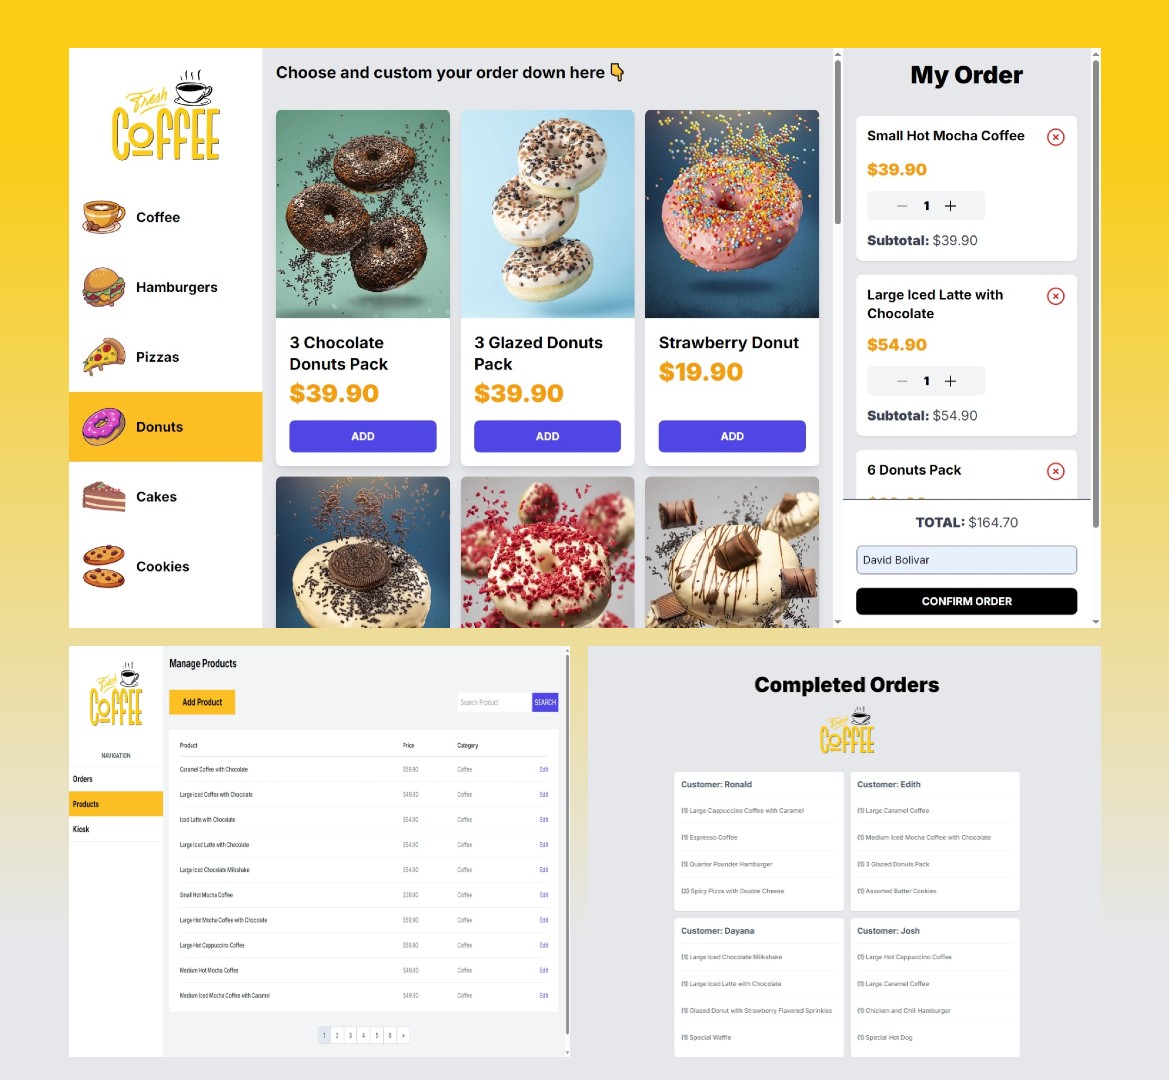 Fresh
COFFEE
Coffee
Hamburgers
Pizzas
Donuts
Cakes
Cookies
Choose and custom your order down here
3 Chocolate
Donuts Pack
$39.90
ADD
3 Glazed Donuts
Pack
$39.90
ADD
Strawberry Donut
$19.90
ADD
My Order
Small Hot Mocha Coffee
$39.90
1
Subtotal: $39.90
Large Iced Latte with
Chocolate
$54.90
1
Subtotal: $54.90
6 Donuts Pack
TOTAL: $164.70
David Bolivar
CONFIRM ORDER
Fresh
COFFEE
NAVIGATION
Orders
Products
Kiosk
Manage Products
Add Product
Search Product
SEARCH
Product Price Category
Caramel Coffee with Chocolate $59.90 Coffee Edit
Large Iced Coffee with Chocolate $49.90 Coffee Edit
Iced Latte with Chocolate $54.90 Coffee Edit
Large Iced Latte with Chocolate $54.90 Coffee Edit
Large Iced Chocolate Milkshake $54.90 Coffee Edit
Small Hot Mocha Coffee $39.90 Coffee Edit
Large Hot Mocha Coffee with Chocolate $59.90 Coffee Edit
Large Hot Cappuccino Coffee $59.90 Coffee Edit
Medium Hot Mocha Coffee $49.90 Coffee Edit
Medium Iced Mocha Coffee with Caramel $49.90 Coffee Edit
1 2 3 4 5 6 »
Completed Orders
Fresh
COFFEE
Customer: Ronald
(1) Large Cappuccino Coffee with Caramel
(1) Espresso Coffee
(1) Quarter Pounder Hamburger
(2) Spicy Pizza with Double Cheese
Customer: Edith
(1) Large Caramel Coffee
(1) Medium Iced Mocha Coffee with Chocolate
(1) 3 Glazed Donuts Pack
(1) Assorted Butter Cookies
Customer: Dayana
(1) Large Iced Chocolate Milkshake
(1) Large Iced Latte with Chocolate
(1) Glazed Donut with Strawberry Flavored Sprinkles
(1) Special Waffle
Customer: Josh
(1) Large Hot Cappuccino Coffee
(1) Large Caramel Coffee
(1) Chicken and Chili Hamburger
(1) Special Hot Dog